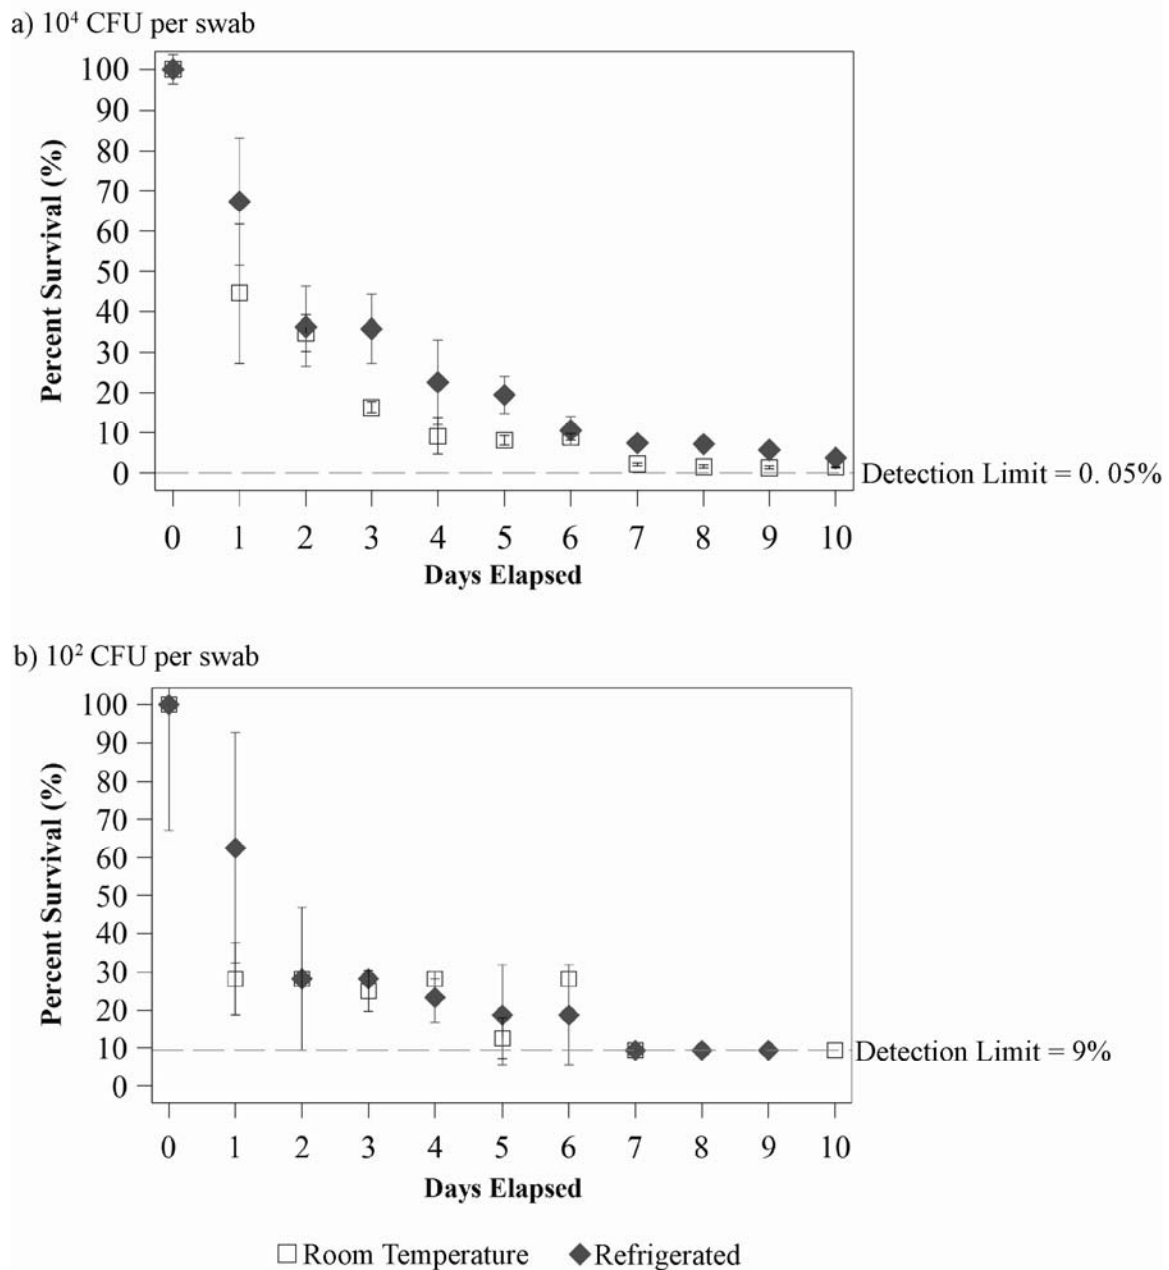 a) 10⁴ CFU per swab
100
90
80
70
60
50
40
30
20
10
0
Percent Survival (%)
Detection Limit = 0. 05%
0 1 2 3 4 5 6 7 8 9 10
Days Elapsed
b) 10² CFU per swab
100
90
80
70
60
50
40
30
20
10
0
Percent Survival (%)
Detection Limit = 9%
0 1 2 3 4 5 6 7 8 9 10
Days Elapsed
Room Temperature Refrigerated